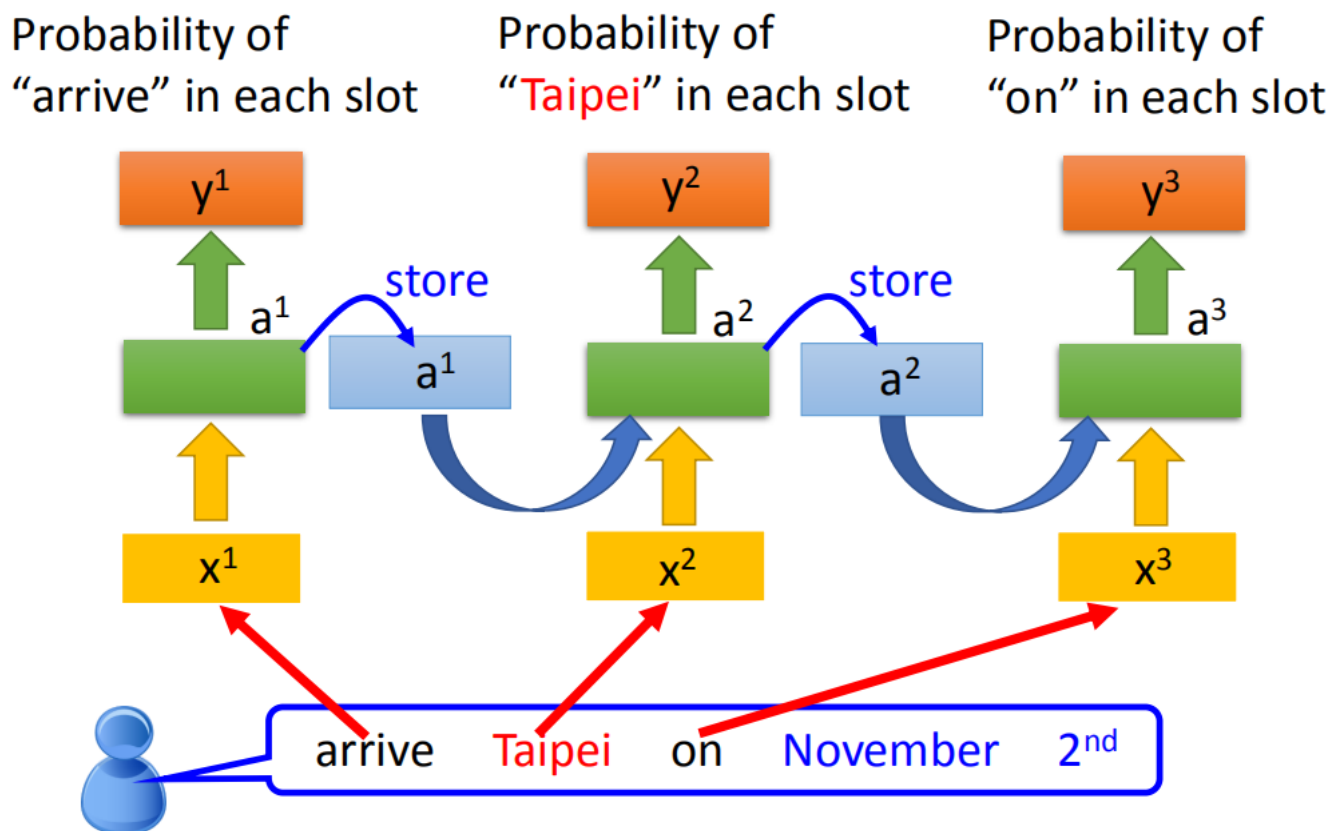 Probability of
“arrive” in each slot
Probability of
“Taipei” in each slot
Probability of
“on” in each slot
y¹ y² y³
store store
a¹ a² a³
a¹ a²
x¹ x² x³
arrive Taipei on November 2ⁿᵈ